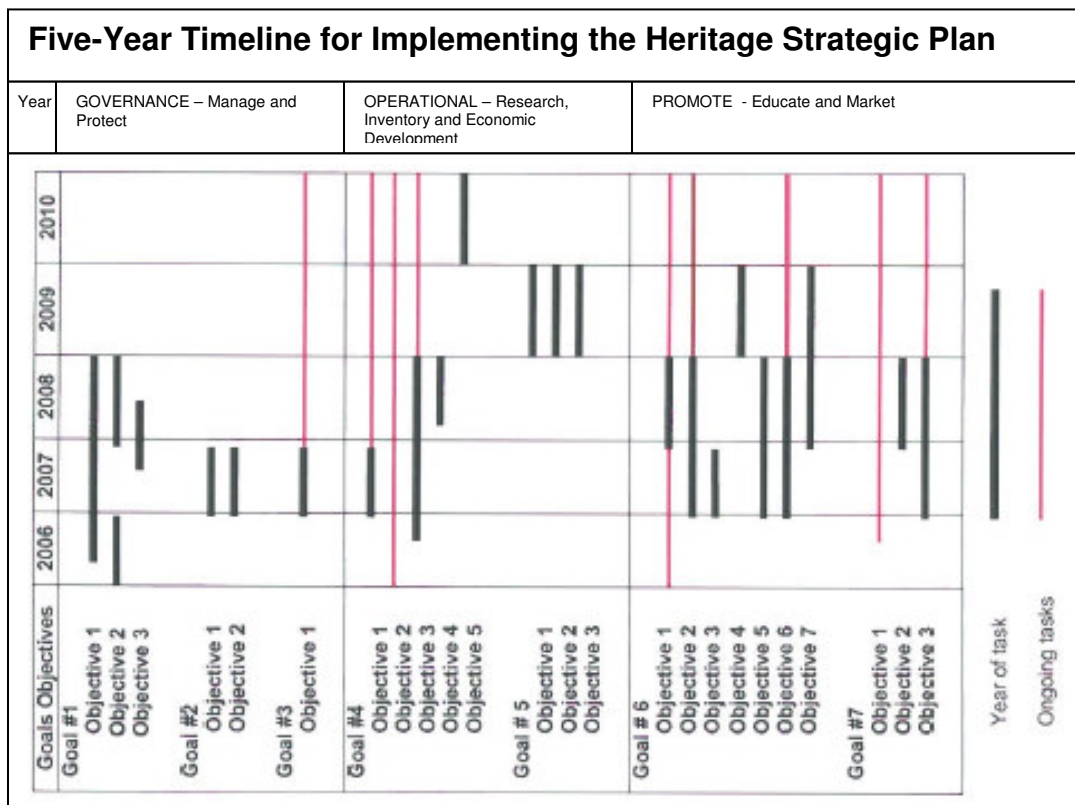 Five-Year Timeline for Implementing the Heritage Strategic Plan
Year
GOVERNANCE – Manage and
Protect
OPERATIONAL – Research,
Inventory and Economic
Development
PROMOTE - Educate and Market
Goals Objectives
2006
2007
2008
2009
2010
Goal #1
Objective 1
Objective 2
Objective 3
Goal #2
Objective 1
Objective 2
Goal #3
Objective 1
Goal #4
Objective 1
Objective 2
Objective 3
Objective 4
Objective 5
Goal # 5
Objective 1
Objective 2
Objective 3
Goal # 6
Objective 1
Objective 2
Objective 3
Objective 4
Objective 5
Objective 6
Objective 7
Goal #7
Objective 1
Objective 2
Objective 3
Year of task
Ongoing tasks